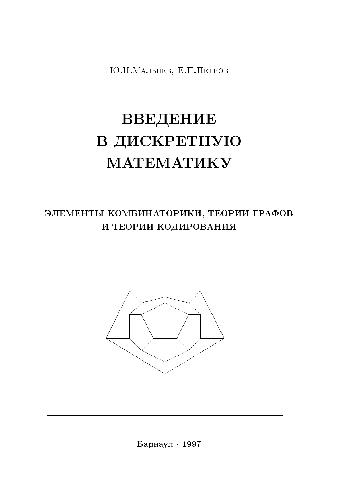 Ю.Н.Мальцев, Е.П.Петров
ВВЕДЕНИЕ
В ДИСКРЕТНУЮ
МАТЕМАТИКУ
ЭЛЕМЕНТЫ КОМБИНАТОРИКИ, ТЕОРИИ ГРАФОВ
И ТЕОРИИ КОДИРОВАНИЯ
Барнаул - 1997